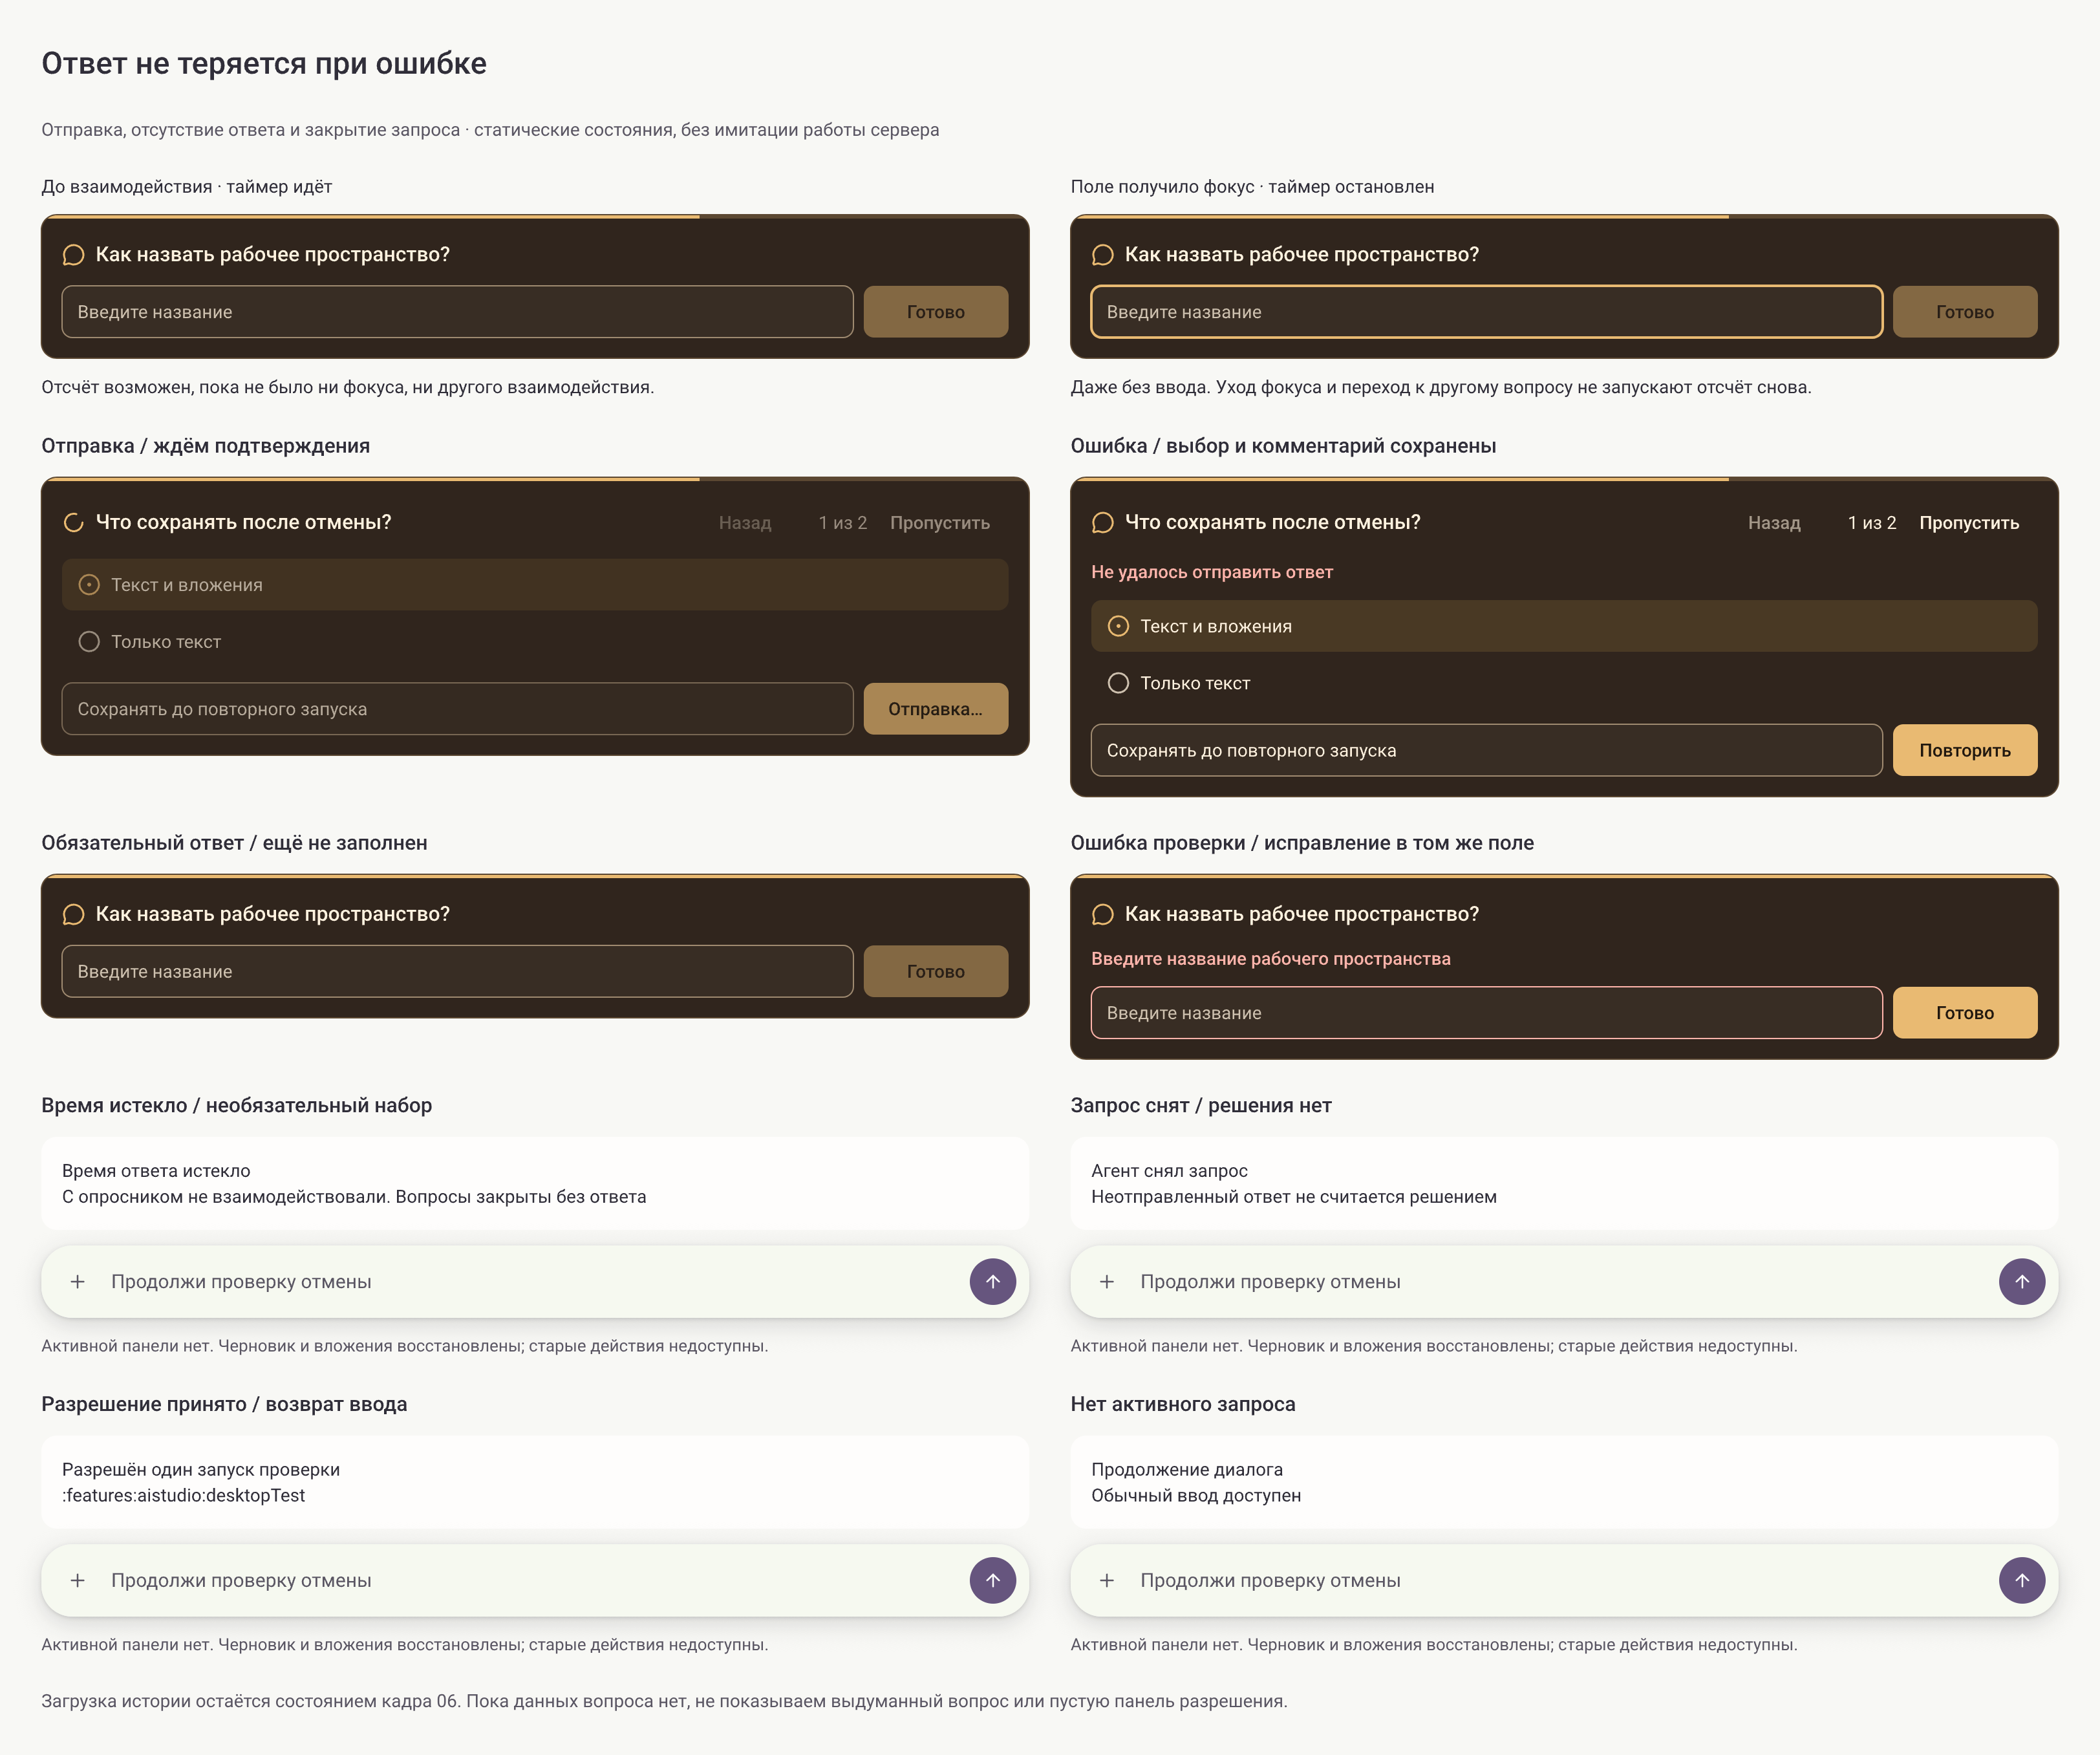 Ответ не теряется при ошибке
Отправка, отсутствие ответа и закрытие запроса · статические состояния, без имитации работы сервера
До взаимодействия · таймер идёт
Как назвать рабочее пространство?
Введите название
Готово
Отсчёт возможен, пока не было ни фокуса, ни другого взаимодействия.
Поле получило фокус · таймер остановлен
Как назвать рабочее пространство?
Введите название
Готово
Даже без ввода. Уход фокуса и переход к другому вопросу не запускают отсчёт снова.
Отправка / ждём подтверждения
Что сохранять после отмены?
Назад
1 из 2
Пропустить
Текст и вложения
Только текст
Сохранять до повторного запуска
Отправка...
Ошибка / выбор и комментарий сохранены
Что сохранять после отмены?
Назад
1 из 2
Пропустить
Не удалось отправить ответ
Текст и вложения
Только текст
Сохранять до повторного запуска
Повторить
Обязательный ответ / ещё не заполнен
Как назвать рабочее пространство?
Введите название
Готово
Ошибка проверки / исправление в том же поле
Как назвать рабочее пространство?
Введите название рабочего пространства
Введите название
Готово
Время истекло / необязательный набор
Время ответа истекло
С опросником не взаимодействовали. Вопросы закрыты без ответа
Продолжи проверку отмены
Активной панели нет. Черновик и вложения восстановлены; старые действия недоступны.
Запрос снят / решения нет
Агент снял запрос
Неотправленный ответ не считается решением
Продолжи проверку отмены
Активной панели нет. Черновик и вложения восстановлены; старые действия недоступны.
Разрешение принято / возврат ввода
Разрешён один запуск проверки
:features:aistudio:desktopTest
Продолжи проверку отмены
Активной панели нет. Черновик и вложения восстановлены; старые действия недоступны.
Нет активного запроса
Продолжение диалога
Обычный ввод доступен
Продолжи проверку отмены
Активной панели нет. Черновик и вложения восстановлены; старые действия недоступны.
Загрузка истории остаётся состоянием кадра 06. Пока данных вопроса нет, не показываем выдуманный вопрос или пустую панель разрешения.